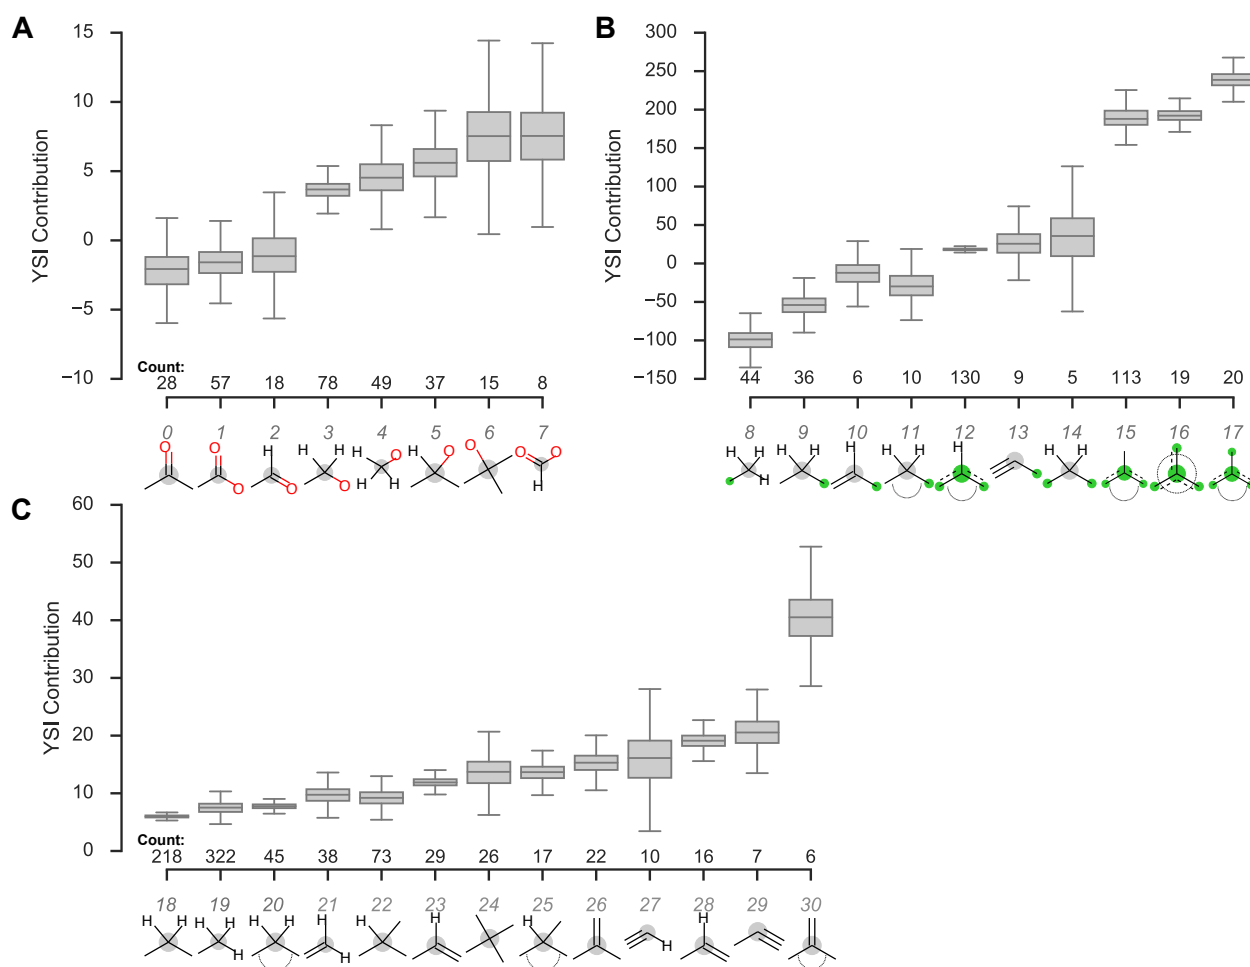 A
YSI Contribution
15
10
5
0
−5
−10
Count:
28 57 18 78 49 37 15 8
0 1 2 3 4 5 6 7
O O H H H O H O O O O
O O O H H H
B
YSI Contribution
300
250
200
150
100
50
0
−50
−100
−150
44 36 6 10 130 9 5 113 19 20
8 9 10 11 12 13 14 15 16 17
H H H H H H H H H H
H
C
YSI Contribution
60
50
40
30
20
10
0
Count:
218 322 45 38 73 29 26 17 22 10 16 7 6
18 19 20 21 22 23 24 25 26 27 28 29 30
H H H H H H H H H H H
H H H